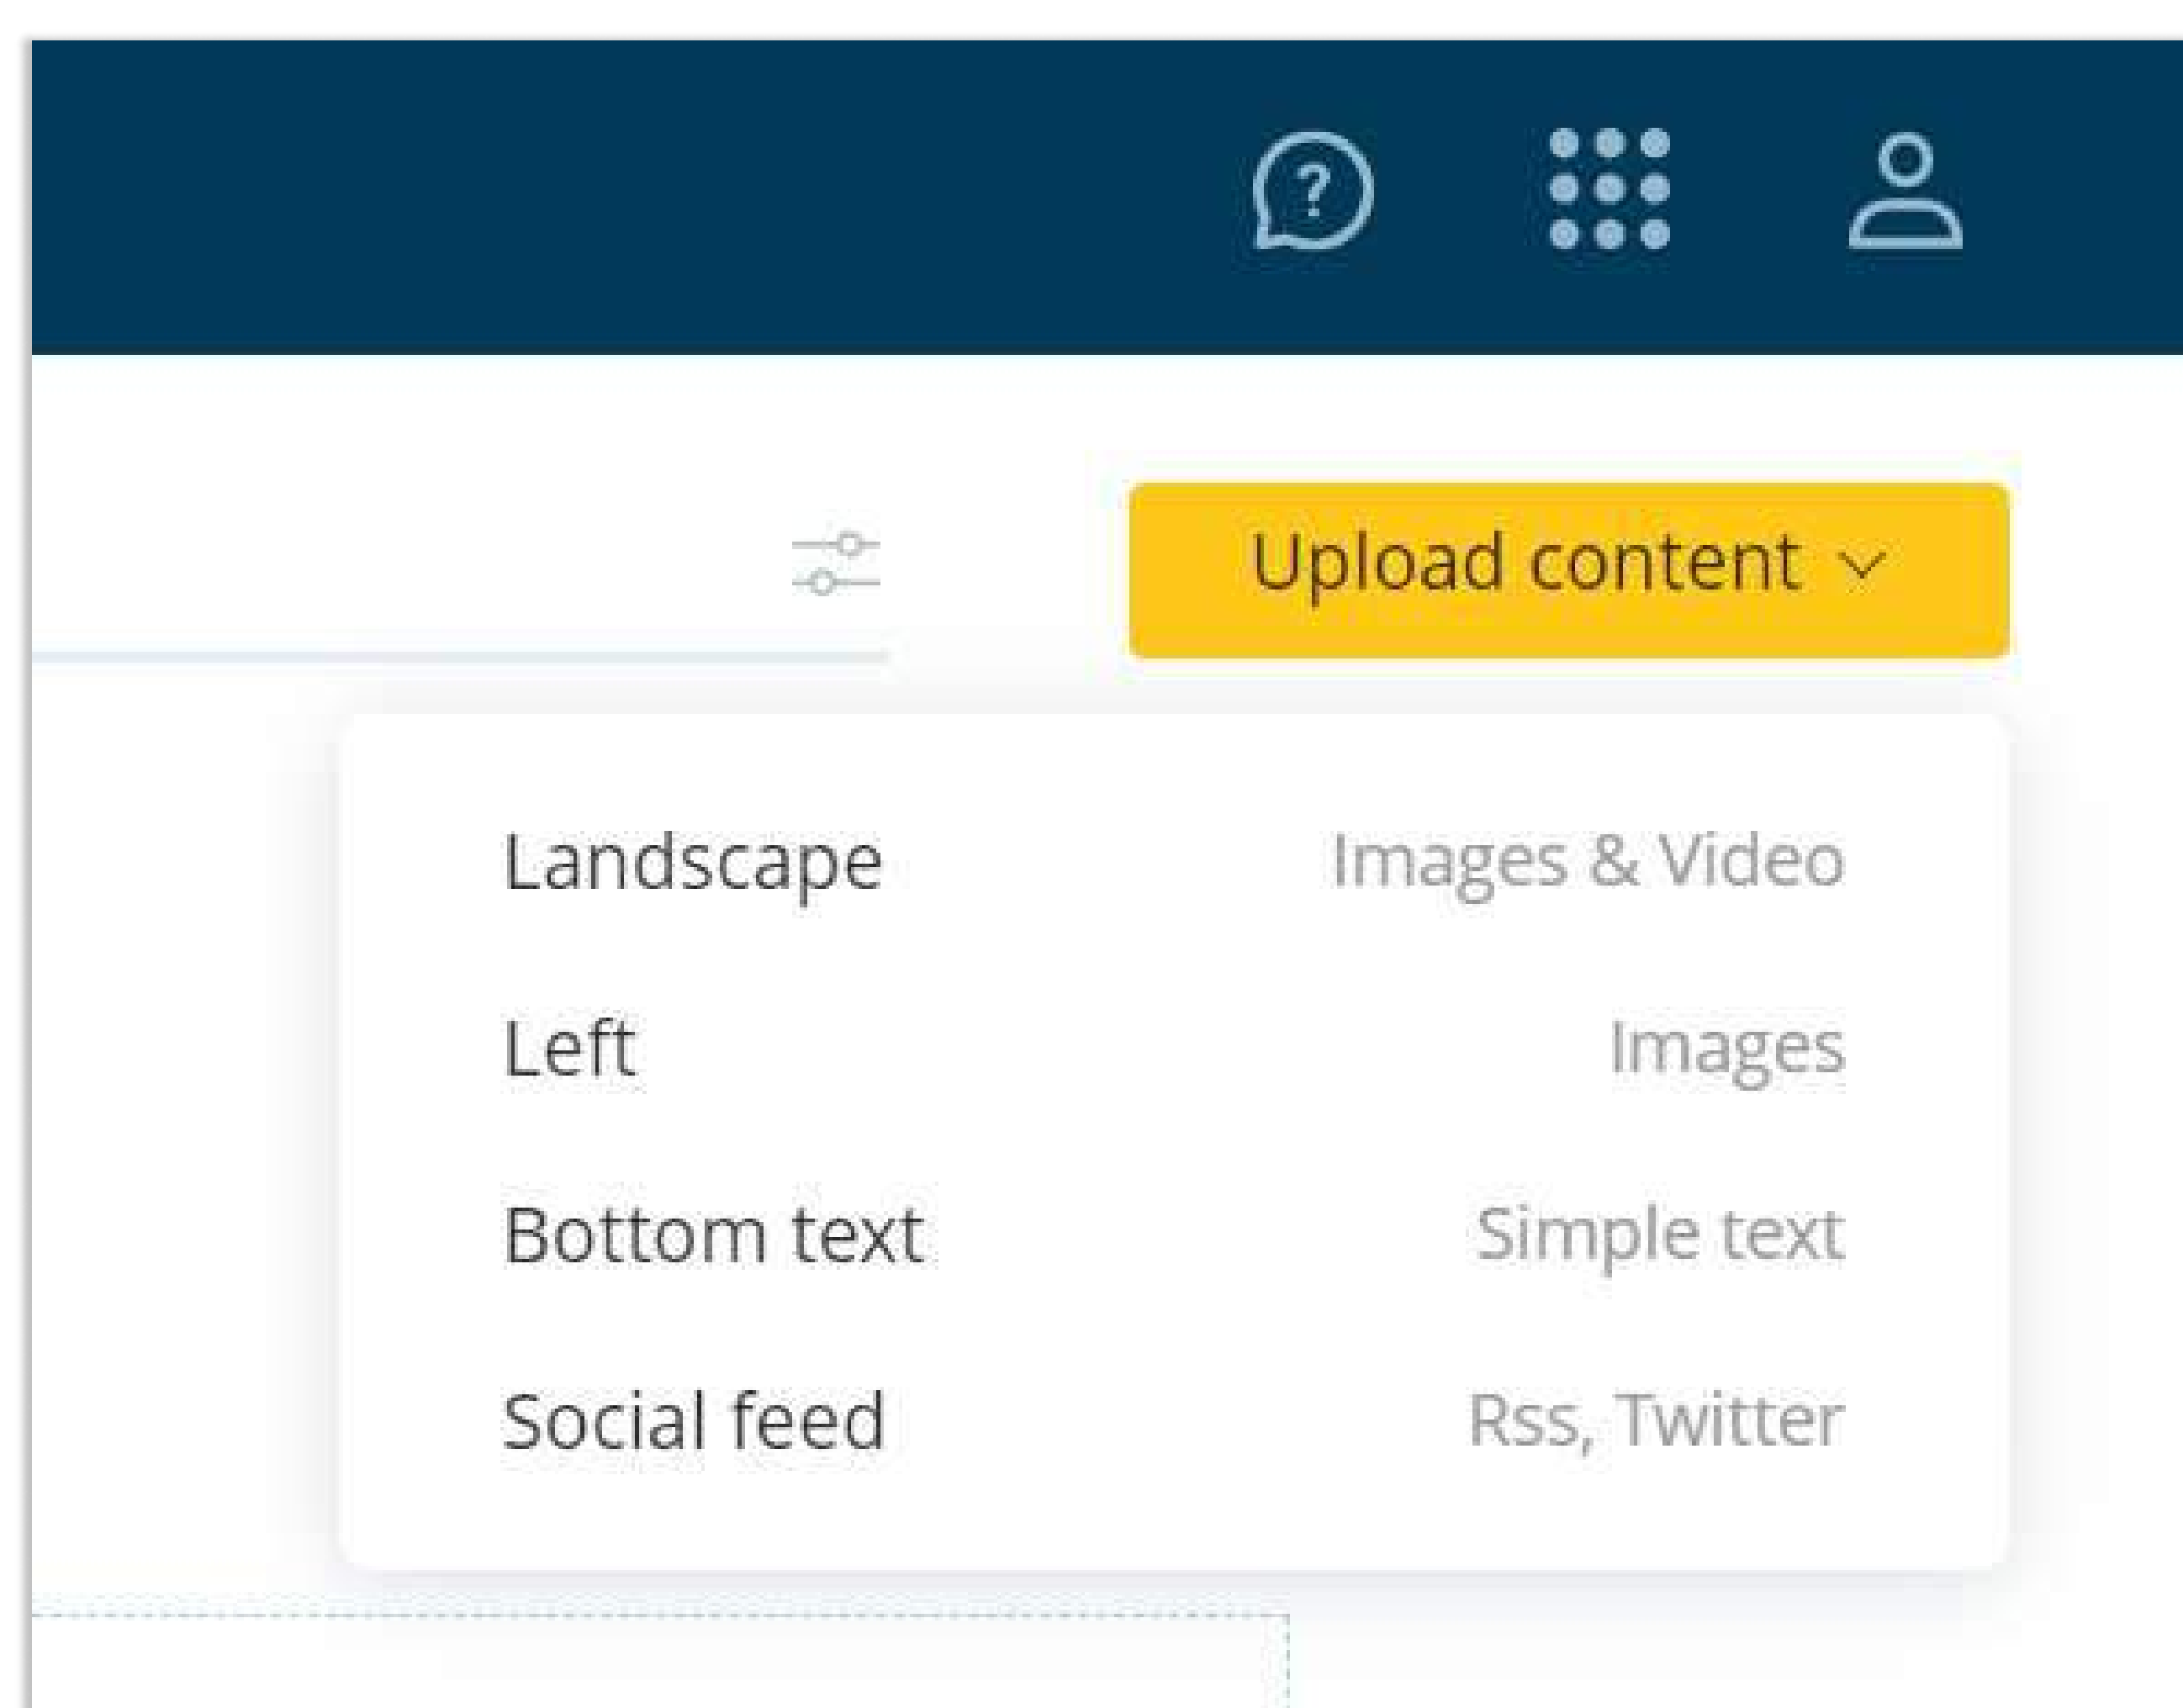 ?
Upload content
Landscape Images & Video
Left Images
Bottom text Simple text
Social feed Rss, Twitter